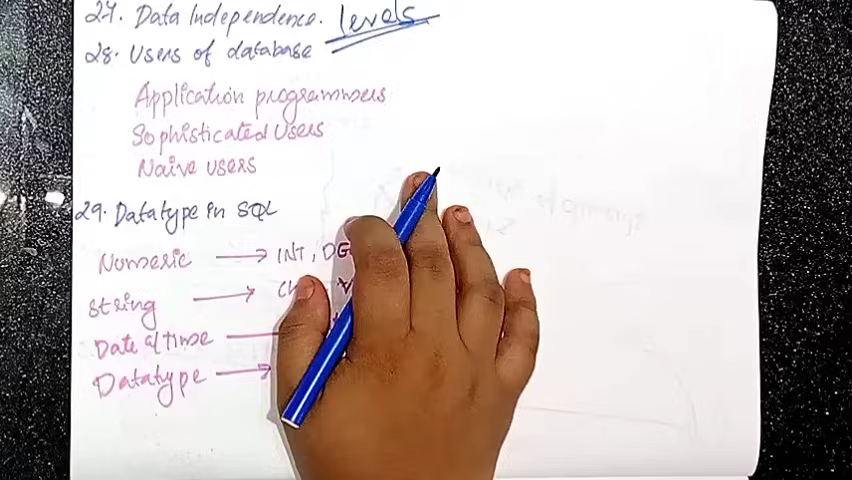 27. Data Independence. levels
28. Users of database
Application programmers
Sophisticated Users
Naive users
29. Datatype in SQL
Numeric → INT,
String →
Date & Time
Datatype →